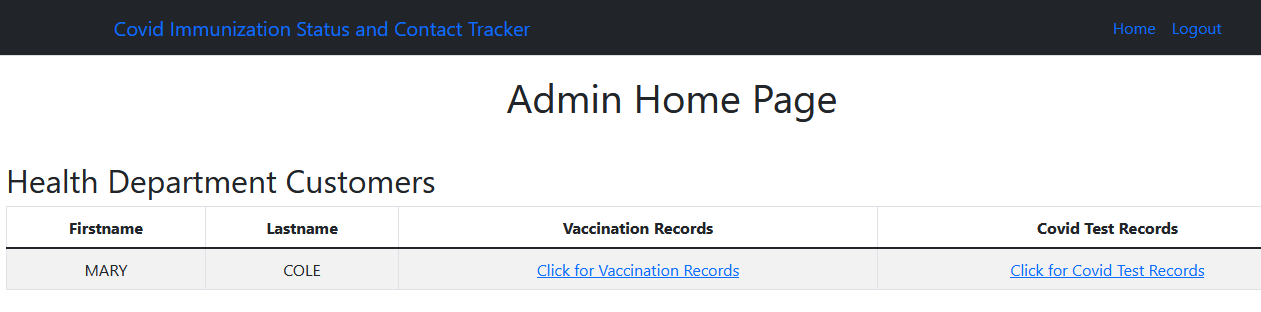 Covid Immunization Status and Contact Tracker Home Logout
Admin Home Page
Health Department Customers
Firstname Lastname Vaccination Records Covid Test Records
MARY COLE Click for Vaccination Records Click for Covid Test Records